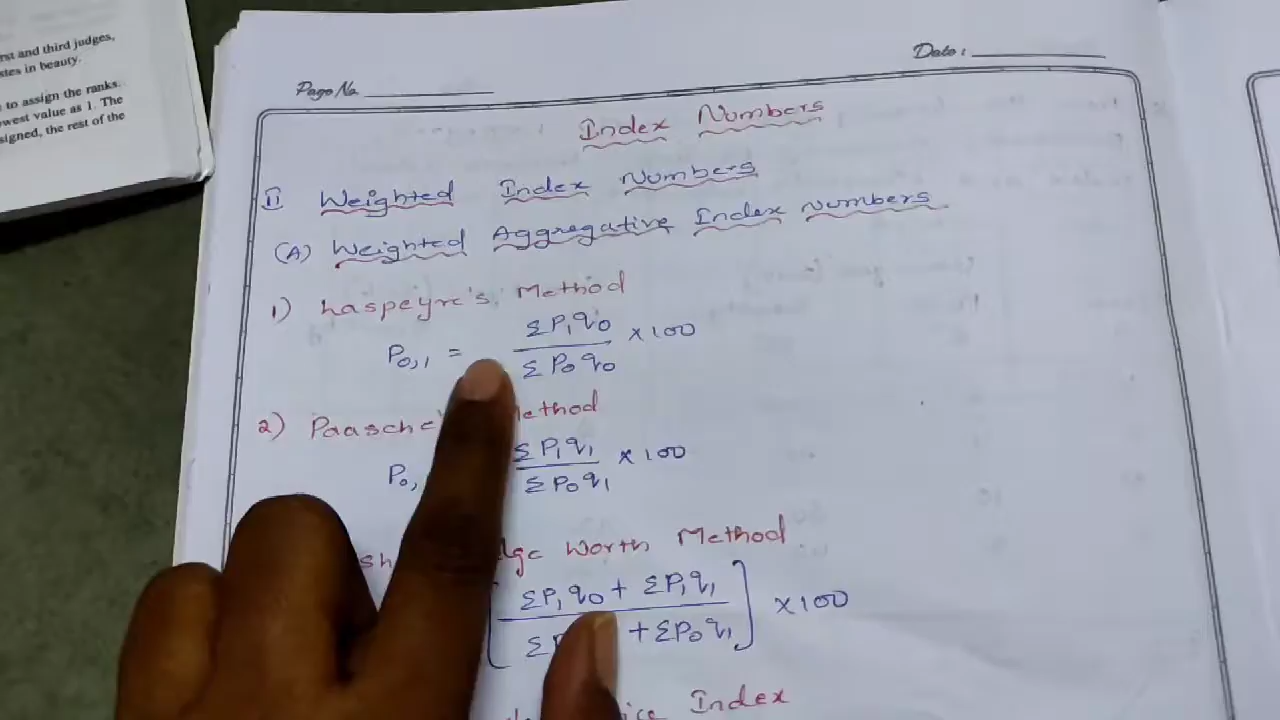 rst and third judges,
stes in beauty.
to assign the ranks.
west value as 1. The
signed, the rest of the
Page No.
Date :
Index Numbers
II Weighted Index Numbers
(A) Weighted Aggregative Index Numbers
1) Laspeyre's Method
P₀,₁ = ΣP₁q₀ / ΣP₀q₀ × 100
2) Paasche' Method
P₀, ΣP₁q₁ / ΣP₀q₁ × 100
Worth Method
[ΣP₁q₀ + ΣP₁q₁ / + ΣP₀q₁] × 100
Index